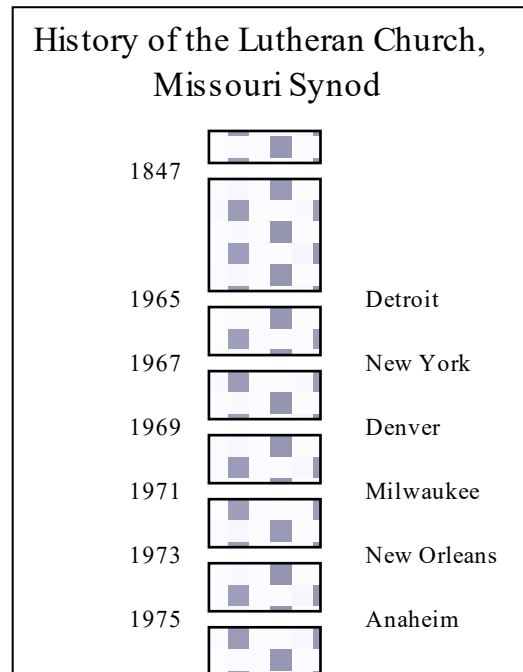 History of the Lutheran Church,
Missouri Synod
1847
1965 Detroit
1967 New York
1969 Denver
1971 Milwaukee
1973 New Orleans
1975 Anaheim